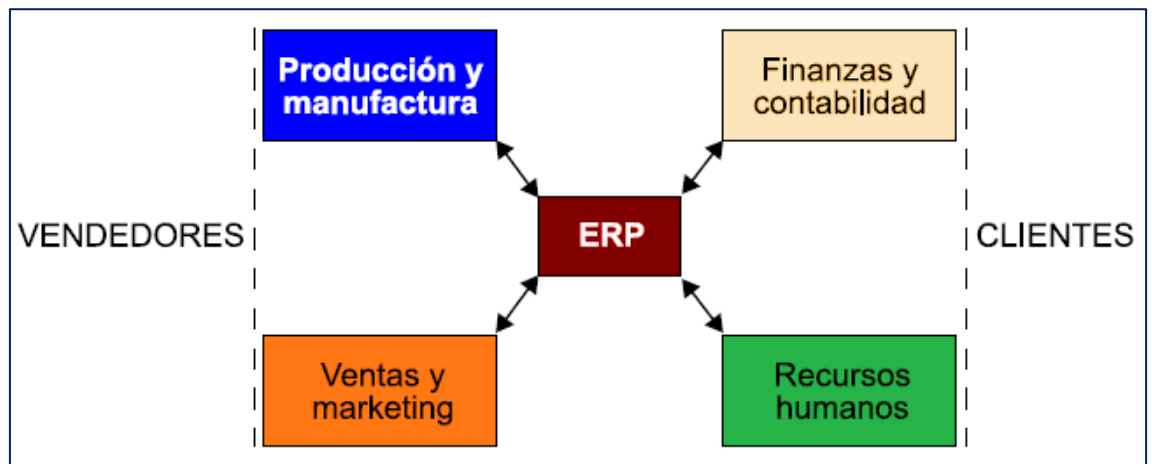 Producción y
manufactura
Finanzas y
contabilidad
VENDEDORES
ERP
CLIENTES
Ventas y
marketing
Recursos
humanos